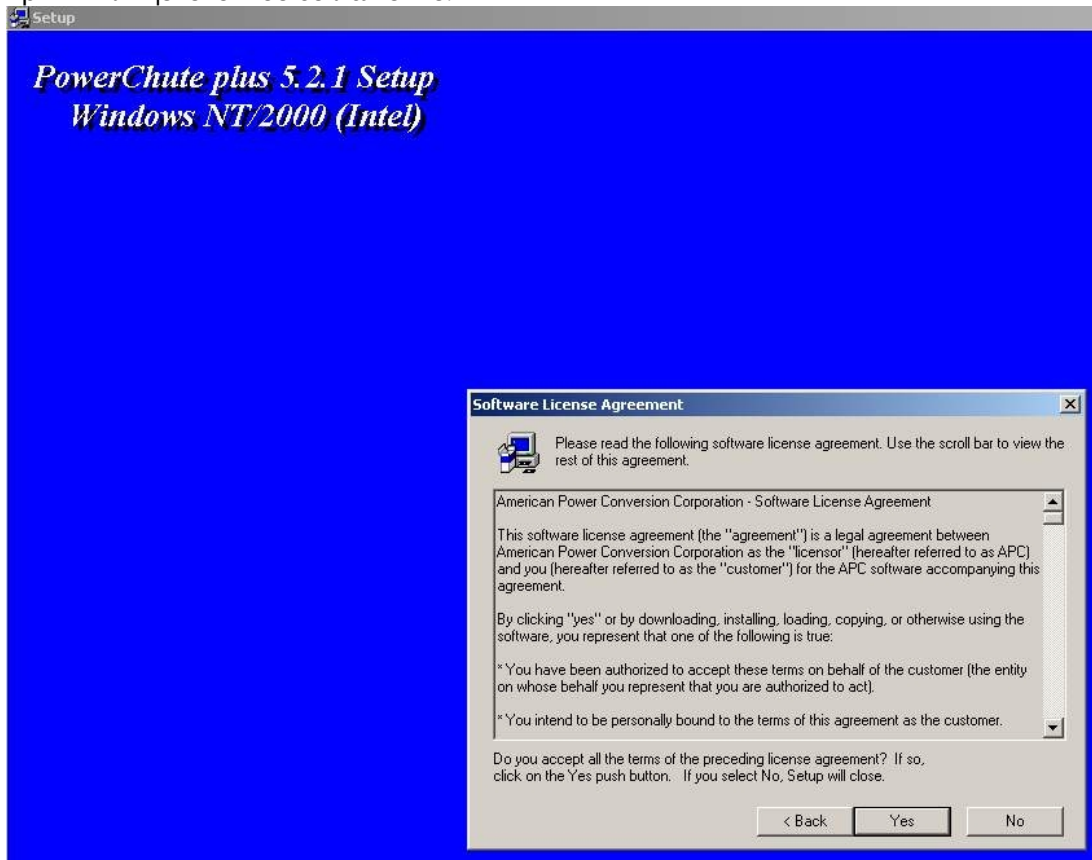 Setup
PowerChute plus 5.2.1 Setup
Windows NT/2000 (Intel)
Software License Agreement
Please read the following software license agreement. Use the scroll bar to view the
rest of this agreement.
American Power Conversion Corporation - Software License Agreement
This software license agreement (the "agreement") is a legal agreement between
American Power Conversion Corporation as the "licensor" (hereafter referred to as APC)
and you (hereafter referred to as the "customer") for the APC software accompanying this
agreement.
By clicking "yes" or by downloading, installing, loading, copying, or otherwise using the
software, you represent that one of the following is true:
* You have been authorized to accept these terms on behalf of the customer (the entity
on whose behalf you represent that you are authorized to act).
* You intend to be personally bound to the terms of this agreement as the customer.
Do you accept all the terms of the preceding license agreement? If so,
click on the Yes push button. If you select No, Setup will close.
< Back Yes No